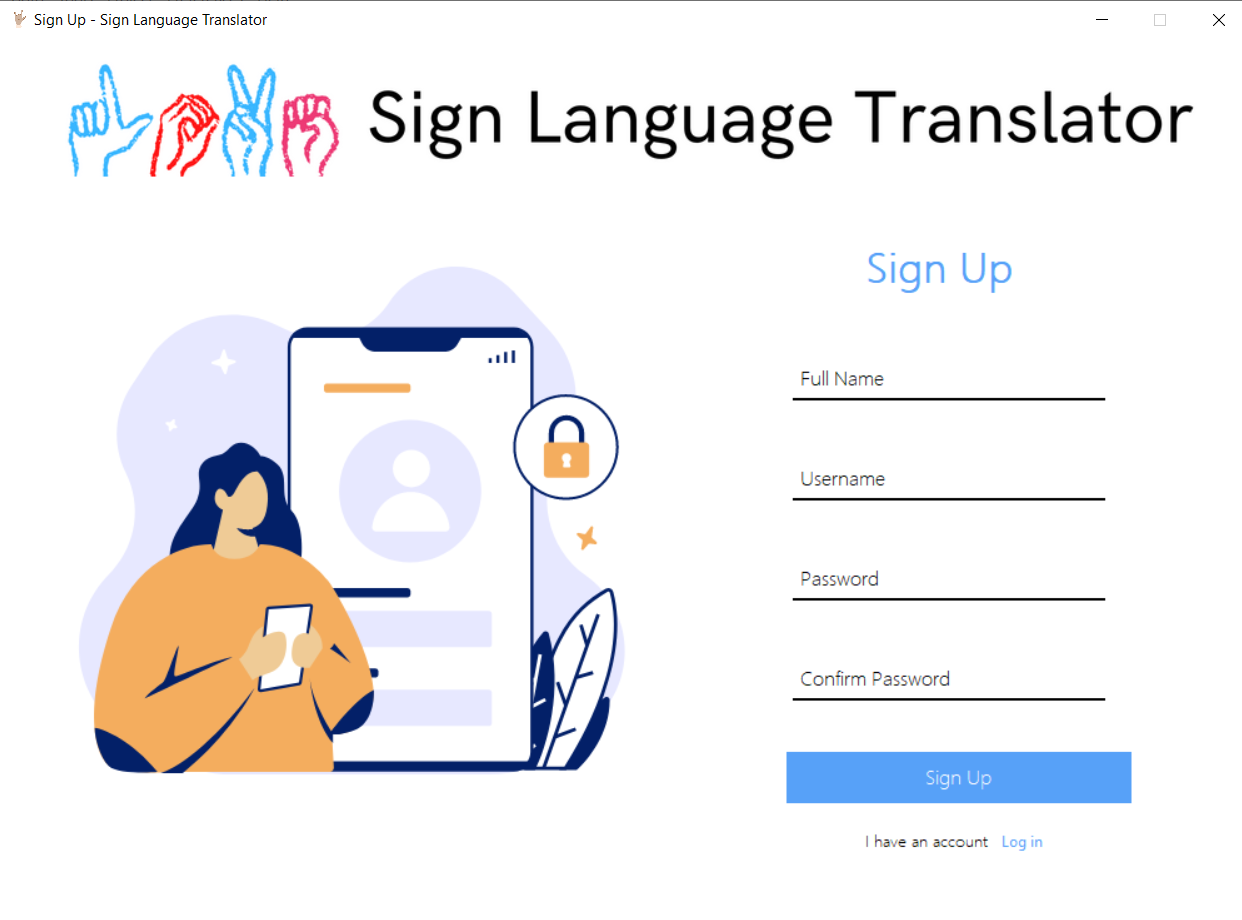 Sign Up - Sign Language Translator
Sign Language Translator
Sign Up
Full Name
Username
Password
Confirm Password
Sign Up
I have an account Log in